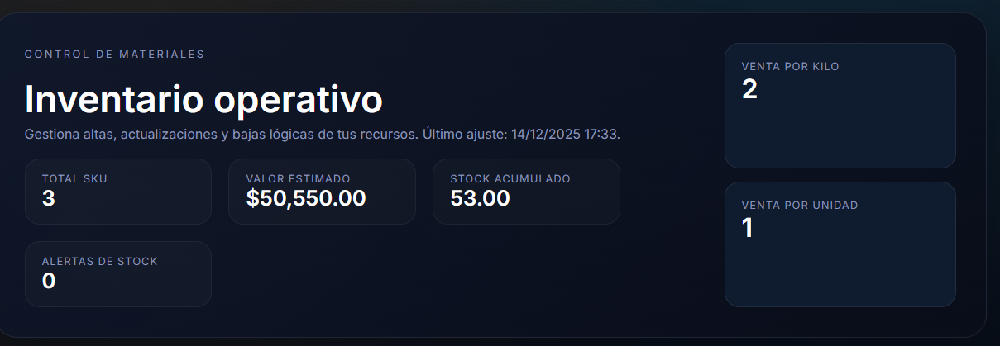 CONTROL DE MATERIALES
Inventario operativo
Gestiona altas, actualizaciones y bajas lógicas de tus recursos. Último ajuste: 14/12/2025 17:33.
TOTAL SKU
3
VALOR ESTIMADO
$50,550.00
STOCK ACUMULADO
53.00
ALERTAS DE STOCK
0
VENTA POR KILO
2
VENTA POR UNIDAD
1